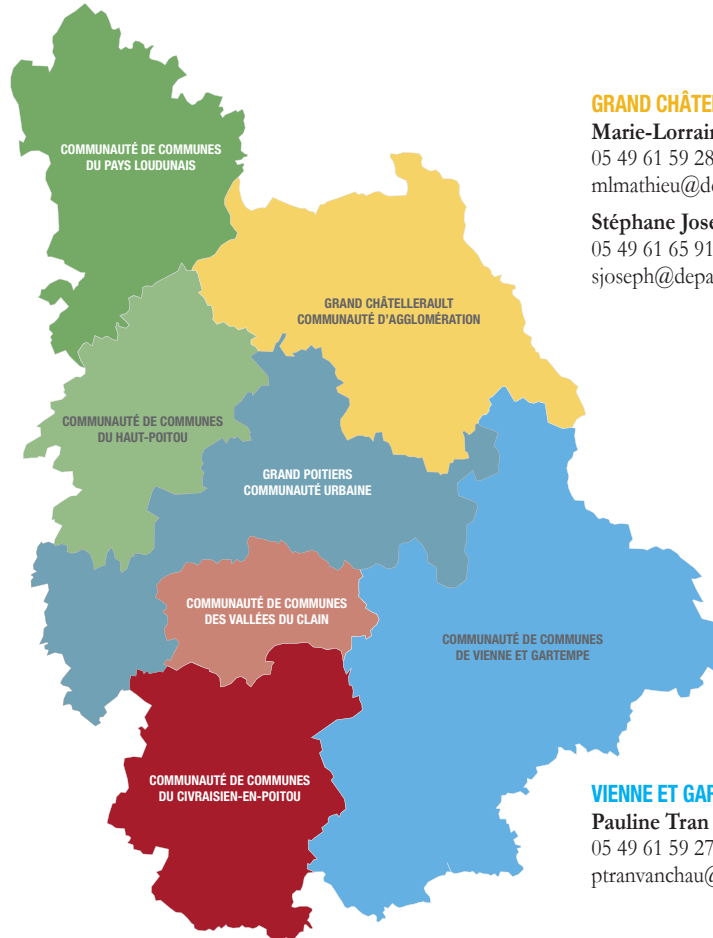 COMMUNAUTÉ DE COMMUNES
DU PAYS LOUDUNAIS
GRAND CHÂTELLERAULT
COMMUNAUTÉ D'AGGLOMÉRATION
COMMUNAUTÉ DE COMMUNES
DU HAUT-POITOU
GRAND POITIERS
COMMUNAUTÉ URBAINE
COMMUNAUTÉ DE COMMUNES
DES VALLÉES DU CLAIN
COMMUNAUTÉ DE COMMUNES
DE VIENNE ET GARTEMPE
COMMUNAUTÉ DE COMMUNES
DU CIVRAISIEN-EN-POITOU
GRAND CHÂTE
Marie-Lorrain
05 49 61 59 28
mlmathieu@de
Stéphane Jose
05 49 61 65 91
sjoseph@depa
VIENNE ET GAR
Pauline Tran
05 49 61 59 27
ptranvanchau@